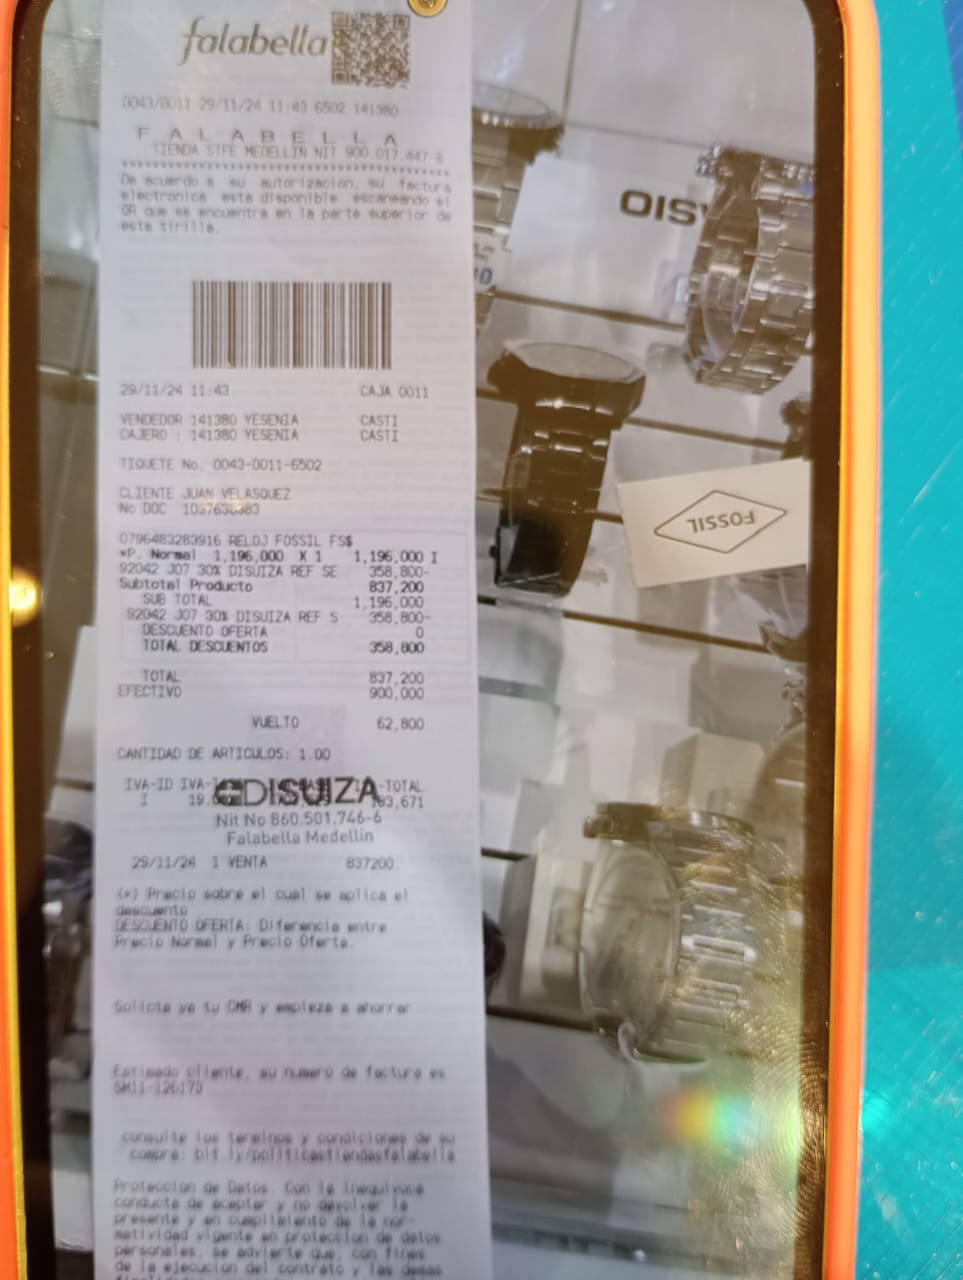 falabella
0043/0011 29/11/24 11:43 6502 141380
F A L A B E L L A
TIENDA STFE MEDELLIN NIT 900.017.447-8
De acuerdo a su autorizacion, su factura
electronica esta disponible escaneando el
QR que se encuentra en la parte superior de
esta tirilla.
29/11/24 11:43 CAJA 0011
VENDEDOR 141380 YESENIA CASTI
CAJERO : 141380 YESENIA CASTI
TIQUETE No. 0043-0011-6502
CLIENTE JUAN VELASQUEZ
No DOC
0796483283916 RELOJ FOSSIL FS$
*P. Normal 1,196,000 X 1 1,196,000 I
92042 J07 30% DISUIZA REF SE 358,800-
Subtotal Producto 837,200
SUB TOTAL 1,196,000
92042 J07 30% DISUIZA REF S 358,800-
DESCUENTO OFERTA 0
TOTAL DESCUENTOS 358,800
TOTAL 837,200
EFECTIVO 900,000
VUELTO 62,800
CANTIDAD DE ARTICULOS: 1.00
IVA-ID -TOTAL
I
DISUIZA
Nit No 860.501.746-6
Falabella Medellín
29/11/24 1 VENTA 837200.
(*) Precio sobre el cual se aplica el
descuento
DESCUENTO OFERTA: Diferencia entre
Precio Normal y Precio Oferta.
Solicite ya tu CMR y empieza a ahorrar
Estimado cliente, su numero de factura es
consulte los terminos y condiciones de su
compra: bit.ly/politicastiendasfalabella
Proteccion de Datos. Con la inequivoca
conducta de aceptar y no devolver la
presente y en cumplimiento de la nor-
matividad vigente en proteccion de datos
personales, se advierte que, con fines
de la ejecucion del contrato y las demas
FOSSIL